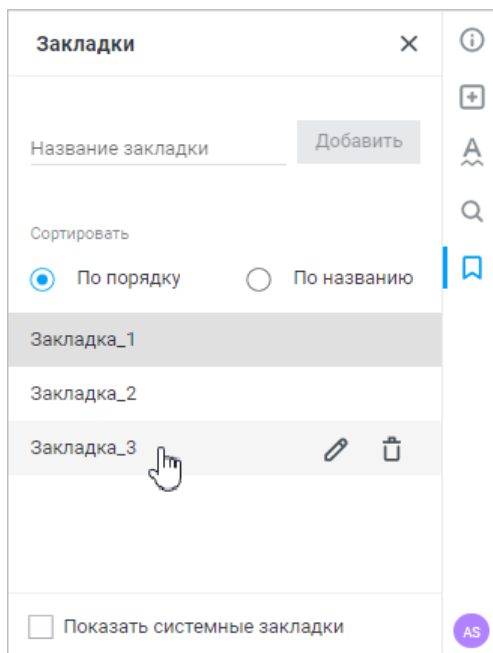 Закладки
Название закладки
Добавить
Сортировать
По порядку
По названию
Закладка_1
Закладка_2
Закладка_3
Показать системные закладки
AS